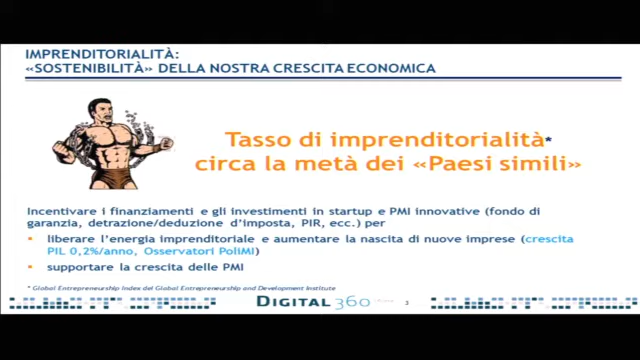 IMPRENDITORIALITÀ:
«SOSTENIBILITÀ» DELLA NOSTRA CRESCITA ECONOMICA
Tasso di imprenditorialità*
circa la metà dei «Paesi simili»
Incentivare i finanziamenti e gli investimenti in startup e PMI innovative (fondo di
garanzia, detrazione/deduzione d'imposta, PIR, ecc.) per
• liberare l'energia imprenditoriale e aumentare la nascita di nuove imprese (crescita
PIL 0,2%/anno, Osservatori PoliMI)
• supportare la crescita delle PMI
* Global Entrepreneurship Index del Global Entrepreneurship and Development Institute
DIGITAL360
3